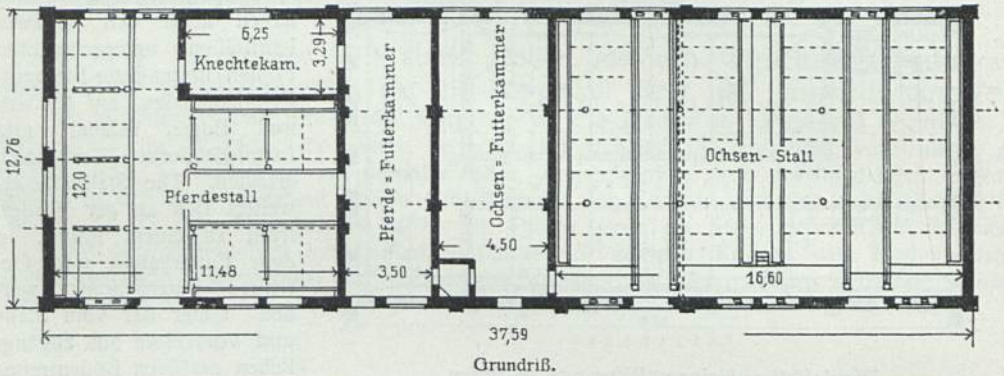 6,25
3,29
Knechtekam.
12,76
12,0
Pferdestall
Pferde=Futterkammer
Ochsen=Futterkammer
Ochsen-Stall
11,48
3,50
4,50
16,60
37,59
Grundriß.